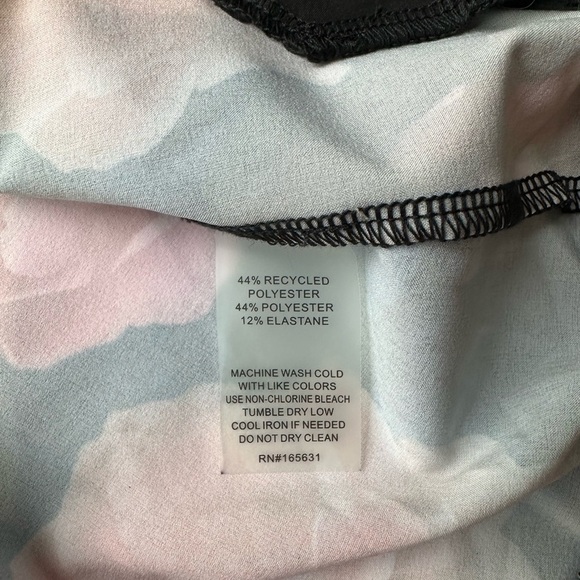 44% RECYCLED
POLYESTER
44% POLYESTER
12% ELASTANE
MACHINE WASH COLD
WITH LIKE COLORS
USE NON-CHLORINE BLEACH
TUMBLE DRY LOW
COOL IRON IF NEEDED
DO NOT DRY CLEAN
RN#165631